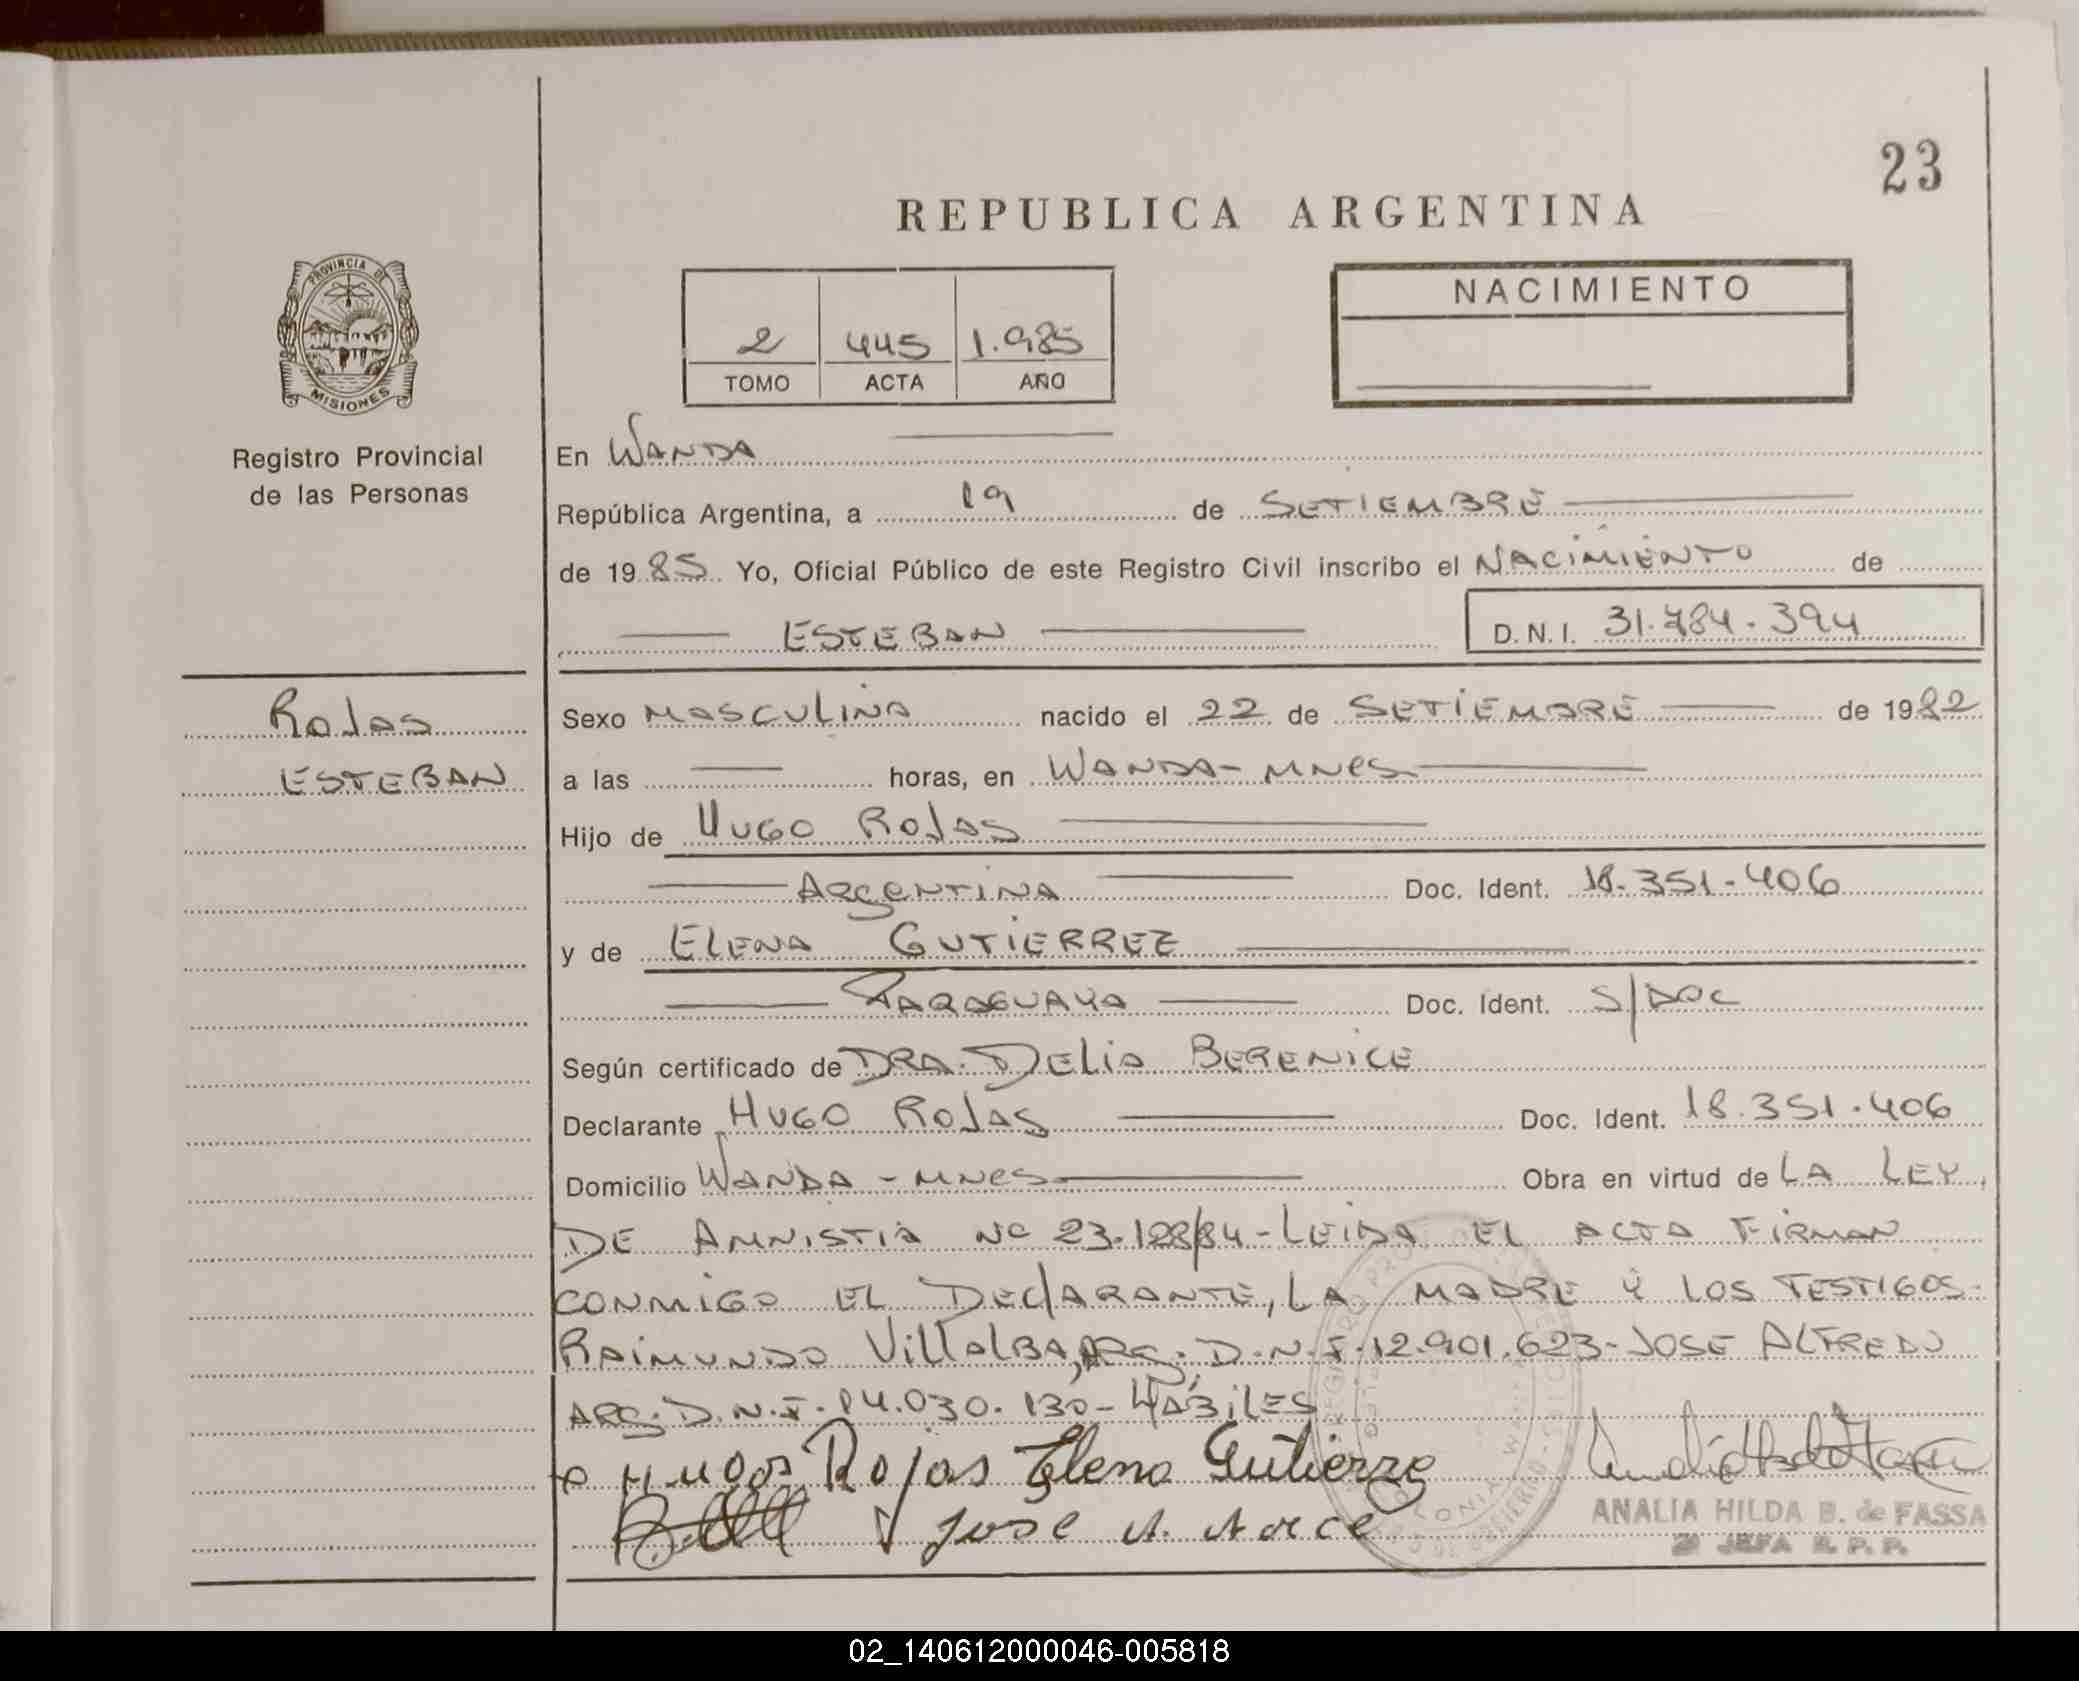 23
REPUBLICA ARGENTINA
PROVINCIA DE
MISIONES
2 445 1.985
TOMO ACTA AÑO
NACIMIENTO
Registro Provincial
de las Personas
En WANDA
República Argentina, a 19 de SETIEMBRE
de 1985 Yo, Oficial Público de este Registro Civil inscribo el NACIMIENTO de
ESTEBAN D.N.I. 31.784.394
ROJAS
ESTEBAN
Sexo MASCULINO nacido el 22 de SETIEMBRE de 1982
a las horas, en WANDA-MNES
Hijo de HUGO ROJAS
ARGENTINA Doc. Ident. 18.351.406
y de ELENA GUTIERREZ
PARAGUAYA Doc. Ident. S/DOC
Según certificado de DRA. DELIA BERENICE
Declarante HUGO ROJAS Doc. Ident. 18.351.406
Domicilio WANDA-MNES Obra en virtud de LA LEY
DE AMNISTIA Nº 23.128/84-LEIDA EL ACTA FIRMAN
CONMIGO EL DECLARANTE, LA MADRE Y LOS TESTIGOS-
RAIMUNDO VILLALBA, ARG. D.N.I. 12.901.623-JOSE ALFREDO
ARG. D.N.I. 14.030.130-HÁBILES
Rojas Elena Gutierrez
Jose A. Arce
ANALIA HILDA B. de FASSA
JEFA R. P. P.
02_140612000046-005818